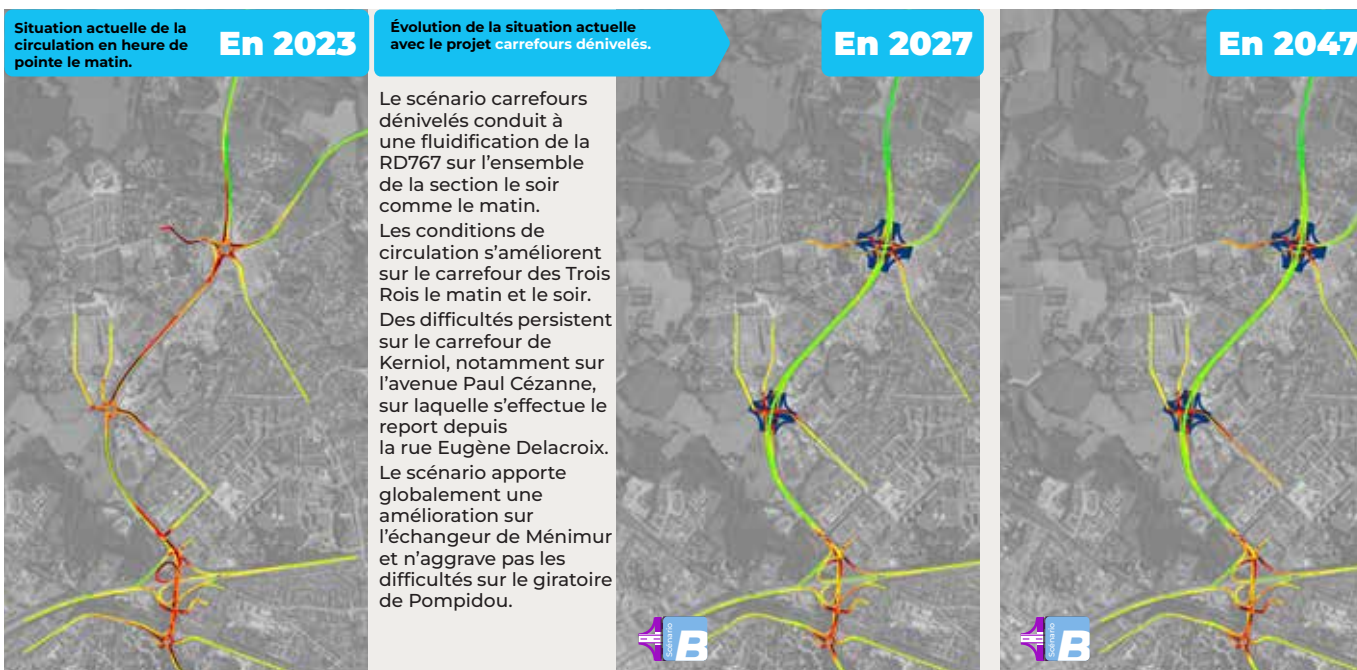 Situation actuelle de la
circulation en heure de
pointe le matin.
En 2023
Évolution de la situation actuelle
avec le projet carrefours dénivelés.
En 2027
En 2047
Le scénario carrefours
dénivelés conduit à
une fluidification de la
RD767 sur l’ensemble
de la section le soir
comme le matin.
Les conditions de
circulation s’améliorent
sur le carrefour des Trois
Rois le matin et le soir.
Des difficultés persistent
sur le carrefour de
Kerniol, notamment sur
l’avenue Paul Cézanne,
sur laquelle s’effectue le
report depuis
la rue Eugène Delacroix.
Le scénario apporte
globalement une
amélioration sur
l’échangeur de Ménimur
et n’aggrave pas les
difficultés sur le giratoire
de Pompidou.
Scénario
B
Scénario
B